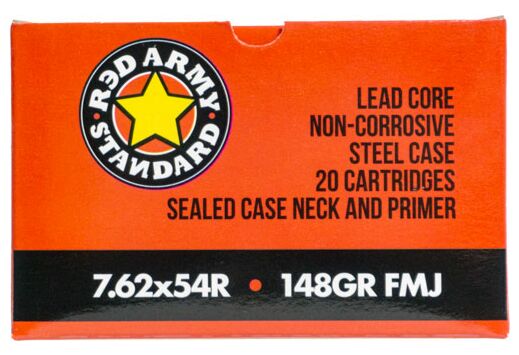 RЭD ARMY
STANDARD
LEAD CORE
NON-CORROSIVE
STEEL CASE
20 CARTRIDGES
SEALED CASE NECK AND PRIMER
7.62x54R • 148GR FMJ